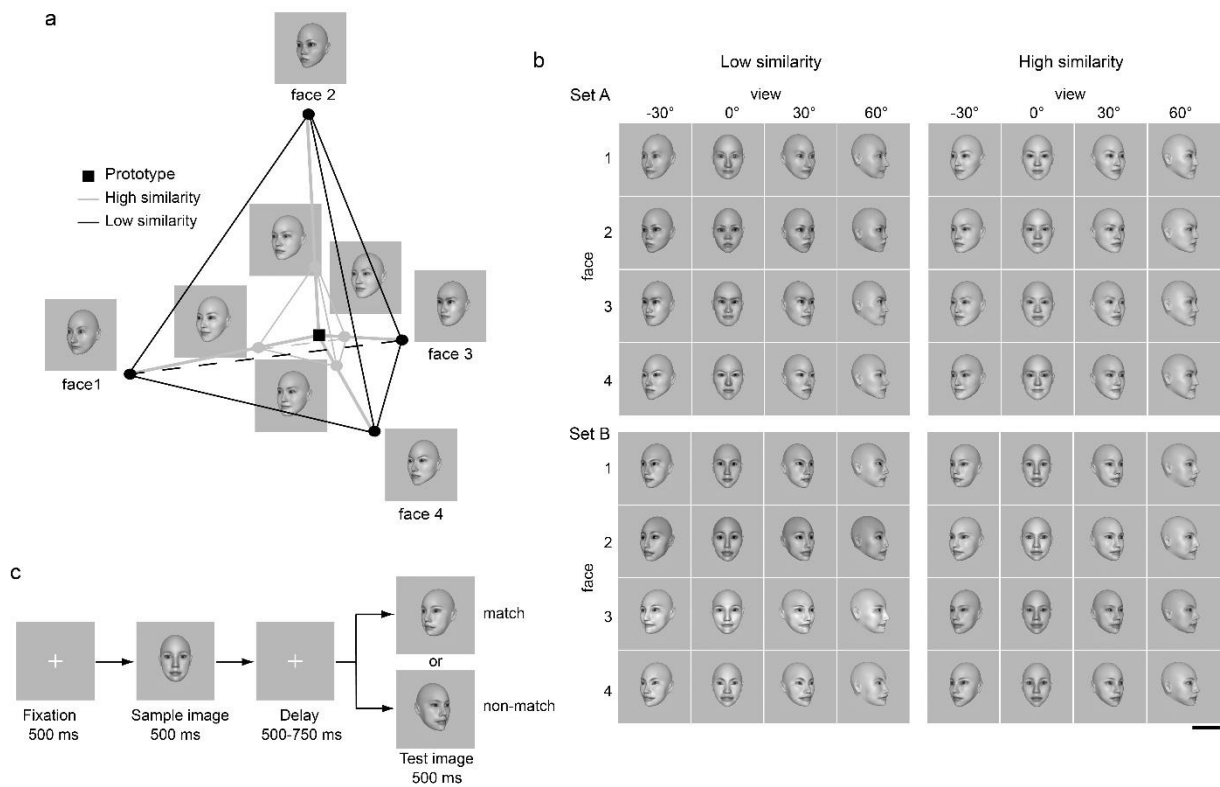 a
face 2
Prototype
High similarity
Low similarity
face1
face 3
face 4
b
Low similarity
High similarity
Set A
view
view
-30° 0° 30° 60°
-30° 0° 30° 60°
face
1
2
3
4
Set B
face
1
2
3
4
c
match
or
non-match
Fixation
500 ms
Sample image
500 ms
Delay
500-750 ms
Test image
500 ms